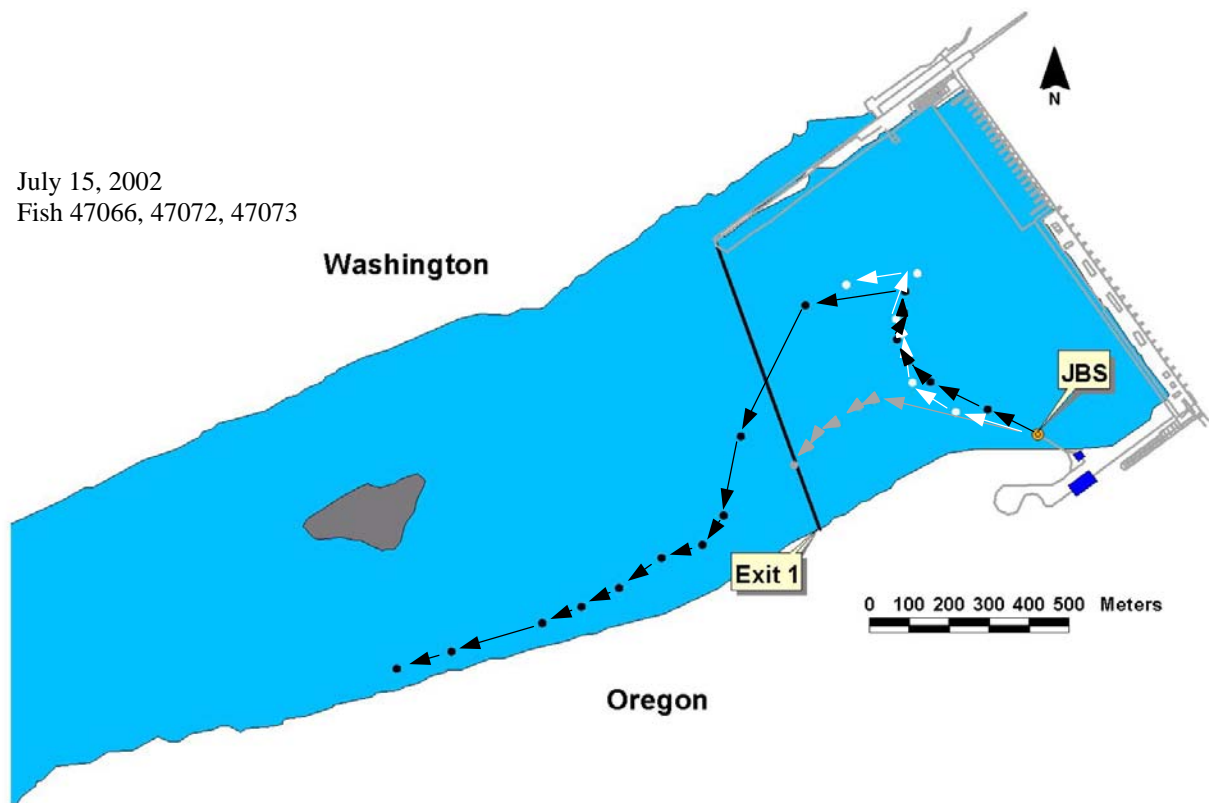 N
July 15, 2002
Fish 47066, 47072, 47073
Washington
JBS
Exit 1
0 100 200 300 400 500 Meters
Oregon